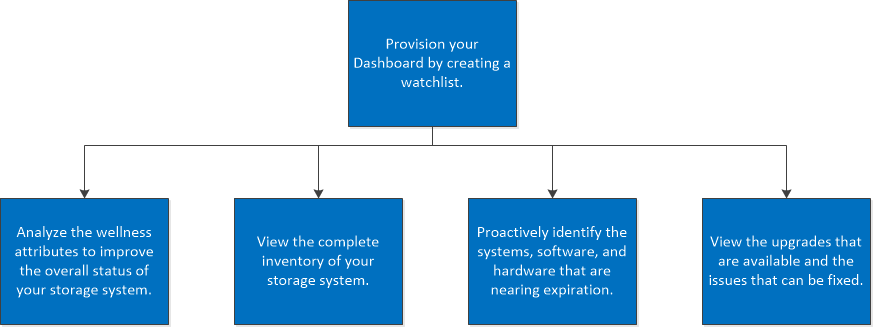 Provision your
Dashboard by creating a
watchlist.
Analyze the wellness
attributes to improve
the overall status of
your storage system.
View the complete
inventory of your
storage system.
Proactively identify the
systems, software, and
hardware that are
nearing expiration.
View the upgrades that
are available and the
issues that can be fixed.